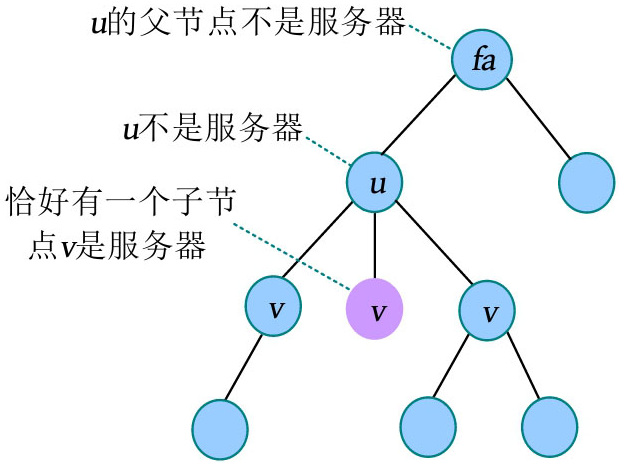 u的父节点不是服务器
fa
u不是服务器
u
恰好有一个子节
点v是服务器
v
v
v